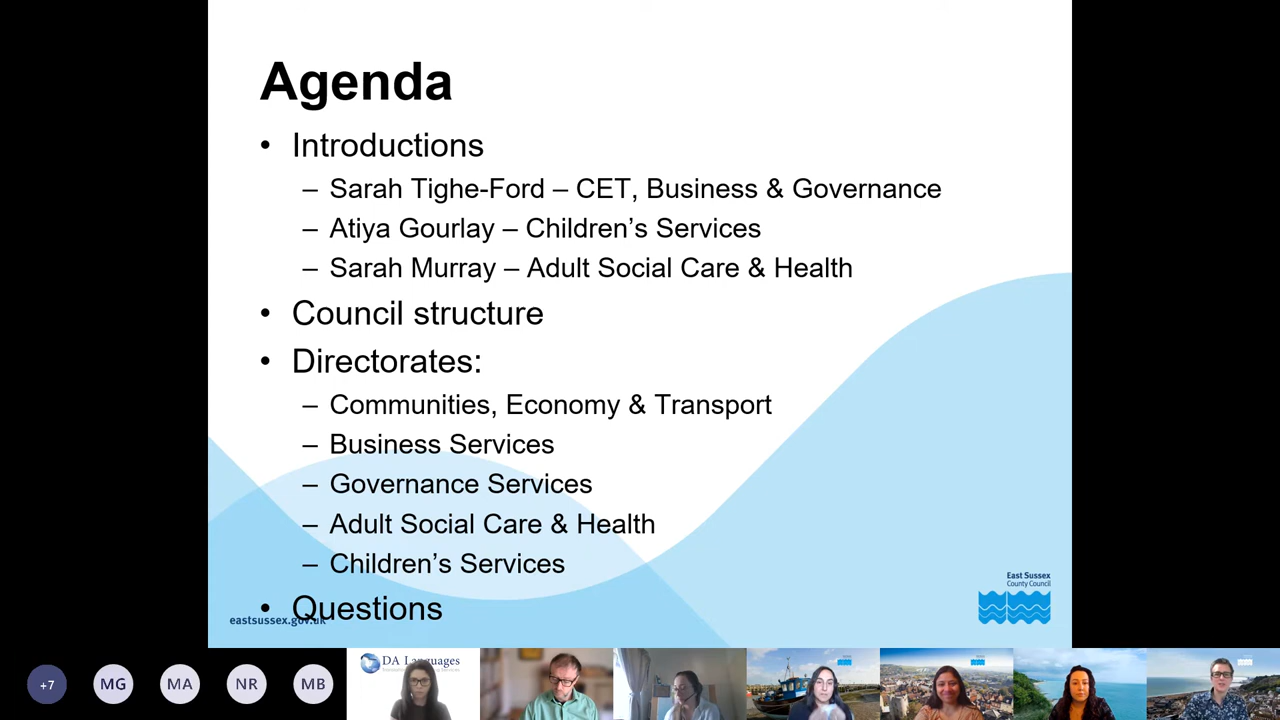 Agenda
• Introductions
– Sarah Tighe-Ford – CET, Business & Governance
– Atiya Gourlay – Children’s Services
– Sarah Murray – Adult Social Care & Health
• Council structure
• Directorates:
– Communities, Economy & Transport
– Business Services
– Governance Services
– Adult Social Care & Health
– Children’s Services
• Questions
eastsussex.gov.uk
East Sussex
County Council
+7
MG
MA
NR
MB
DA Languages